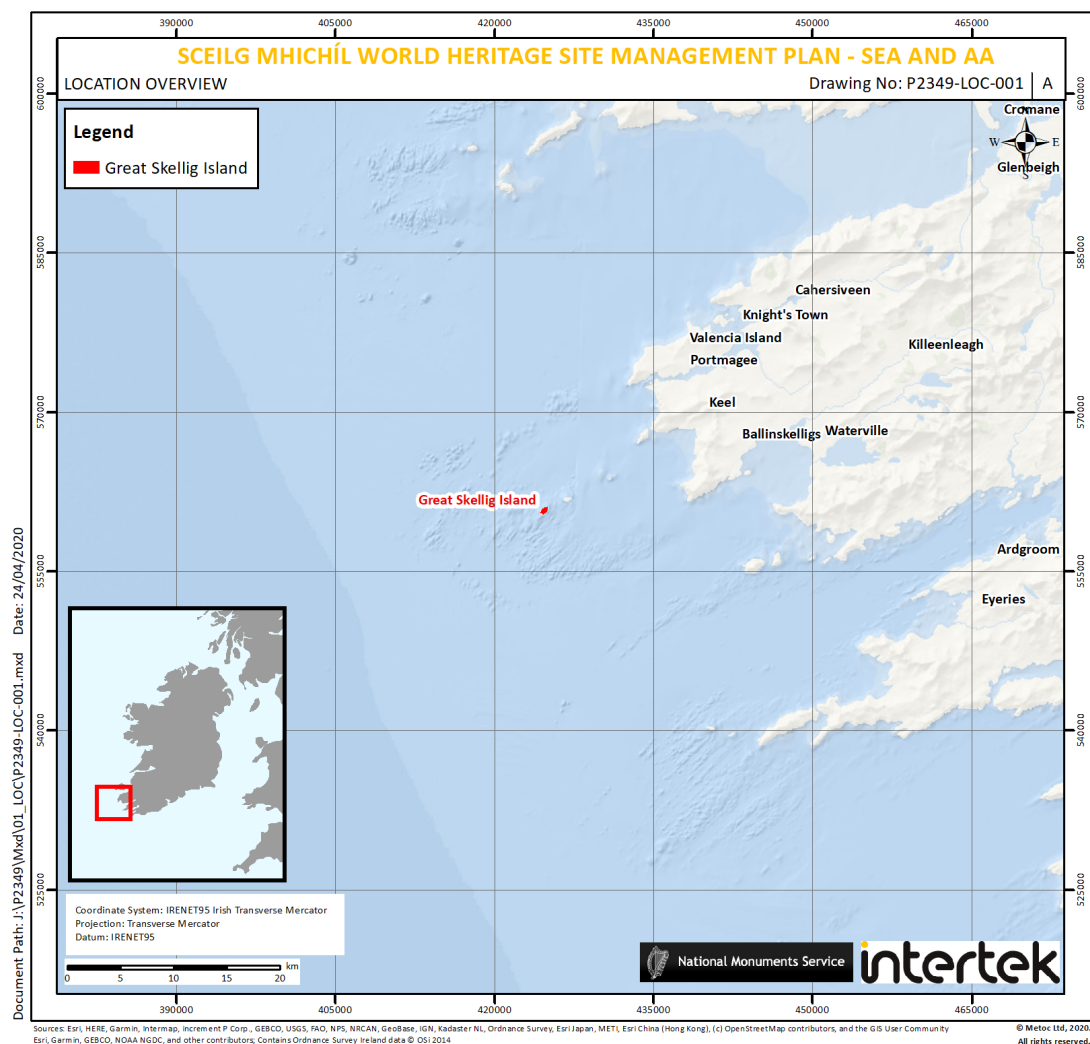 390000 405000 420000 435000 450000 465000
SCEILG MHICHÍL WORLD HERITAGE SITE MANAGEMENT PLAN - SEA AND AA
LOCATION OVERVIEW
Drawing No: P2349-LOC-001 A
600000 600000
Legend
Great Skellig Island
Cromane
N
W E
S
Glenbeigh
585000 585000
Cahersiveen
Knight's Town
Valencia Island
Killeenleagh
Portmagee
Keel
570000 570000
Ballinskelligs Waterville
Great Skellig Island
Ardgroom
555000 555000
Eyeries
540000 540000
525000 525000
Coordinate System: IRENET95 Irish Transverse Mercator
Projection: Transverse Mercator
Datum: IRENET95
km
0 5 10 15 20
National Monuments Service
intertek
390000 405000 420000 435000 450000 465000
Document Path: J:\P2349\Mxd\01_LOC\P2349-LOC-001.mxd Date: 24/04/2020
Sources: Esri, HERE, Garmin, Intermap, increment P Corp., GEBCO, USGS, FAO, NPS, NRCAN, GeoBase, IGN, Kadaster NL, Ordnance Survey, Esri Japan, METI, Esri China (Hong Kong), (c) OpenStreetMap contributors, and the GIS User Community
Esri, Garmin, GEBCO, NOAA NGDC, and other contributors; Contains Ordnance Survey Ireland data © OSi 2014
© Metoc Ltd, 2020.
All rights reserved.